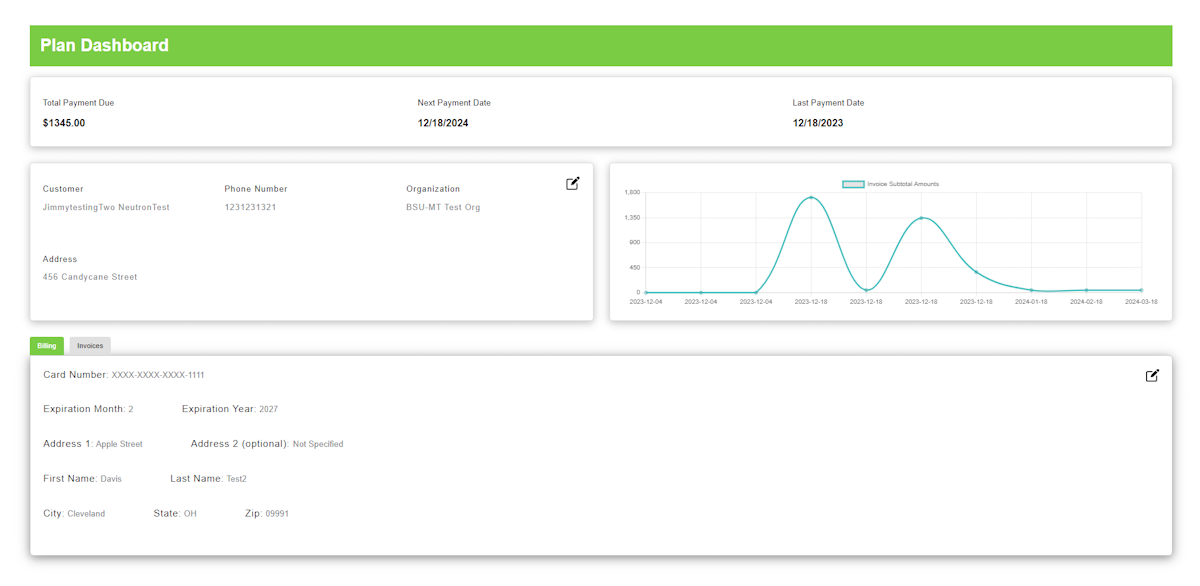 Plan Dashboard
Total Payment Due
$1345.00
Next Payment Date
12/18/2024
Last Payment Date
12/18/2023
Customer
JimmytestingTwo NeutronTest
Phone Number
1231231321
Organization
BSU-MT Test Org
Address
456 Candycane Street
Invoice Subtotal Amounts
1,800
1,350
900
450
0
2023-12-04 2023-12-04 2023-12-04 2023-12-18 2023-12-18 2023-12-18 2023-12-18 2024-01-18 2024-02-18 2024-03-18
Billing Invoices
Card Number: XXXX-XXXX-XXXX-1111
Expiration Month: 2 Expiration Year: 2027
Address 1: Apple Street Address 2 (optional): Not Specified
First Name: Davis Last Name: Test2
City: Cleveland State: OH Zip: 09991